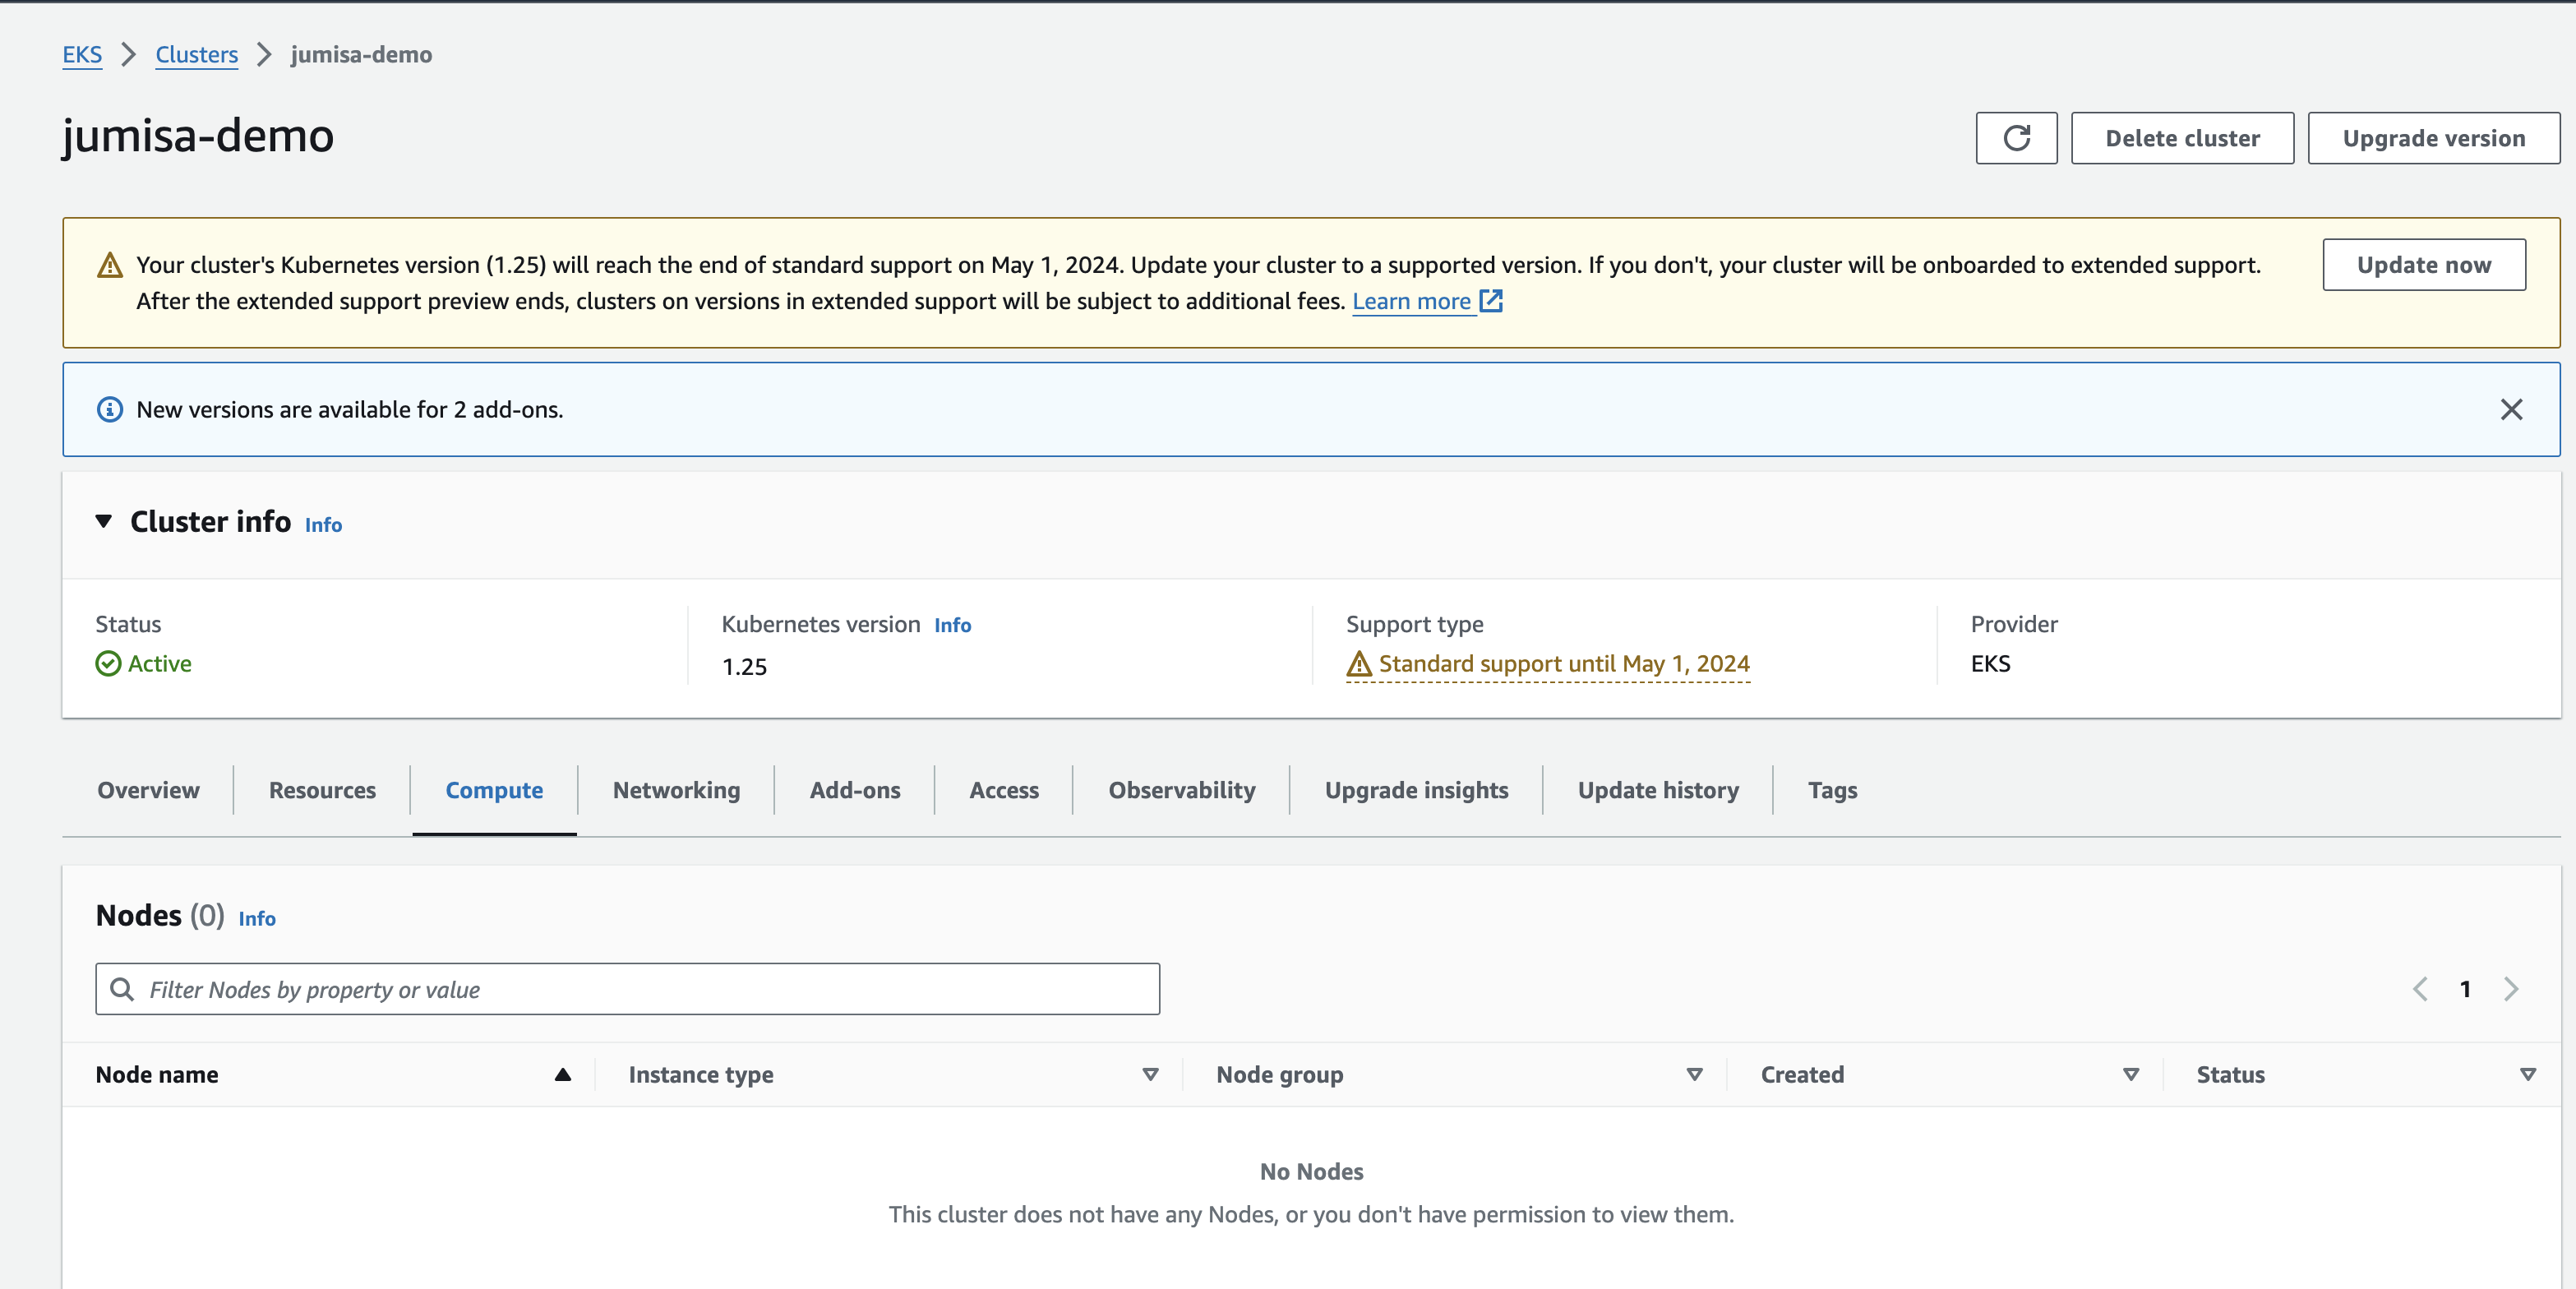 EKS > Clusters > jumisa-demo
jumisa-demo
Delete cluster
Upgrade version
Your cluster's Kubernetes version (1.25) will reach the end of standard support on May 1, 2024. Update your cluster to a supported version. If you don't, your cluster will be onboarded to extended support.
After the extended support preview ends, clusters on versions in extended support will be subject to additional fees. Learn more
Update now
New versions are available for 2 add-ons.
Cluster info Info
Status
Active
Kubernetes version Info
1.25
Support type
Standard support until May 1, 2024
Provider
EKS
Overview Resources Compute Networking Add-ons Access Observability Upgrade insights Update history Tags
Nodes (0) Info
Filter Nodes by property or value
1
Node name Instance type Node group Created Status
No Nodes
This cluster does not have any Nodes, or you don't have permission to view them.